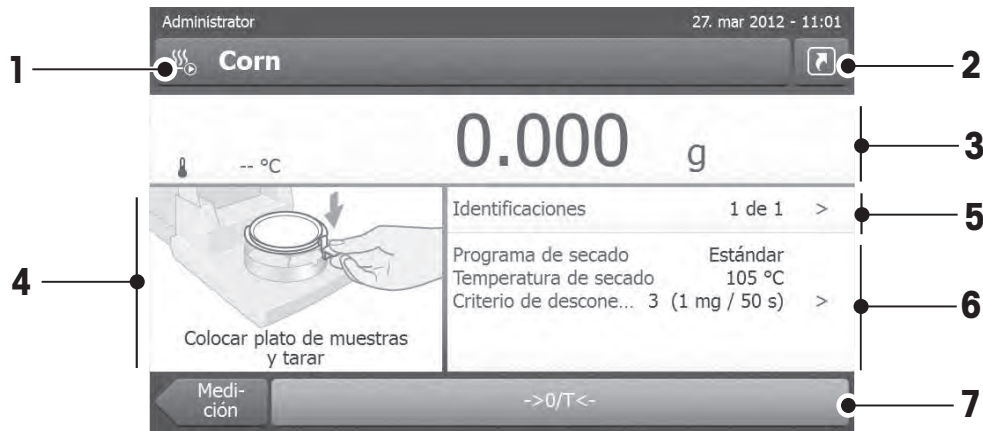 Administrator 27. mar 2012 - 11:01
1 Corn 2
0.000 g 3
-- °C
Identificaciones 1 de 1 > 5
Programa de secado Estándar
Temperatura de secado 105 °C
4 Criterio de descone... 3 (1 mg / 50 s) > 6
Colocar plato de muestras
y tarar
Medi-
ción
->0/T<- 7